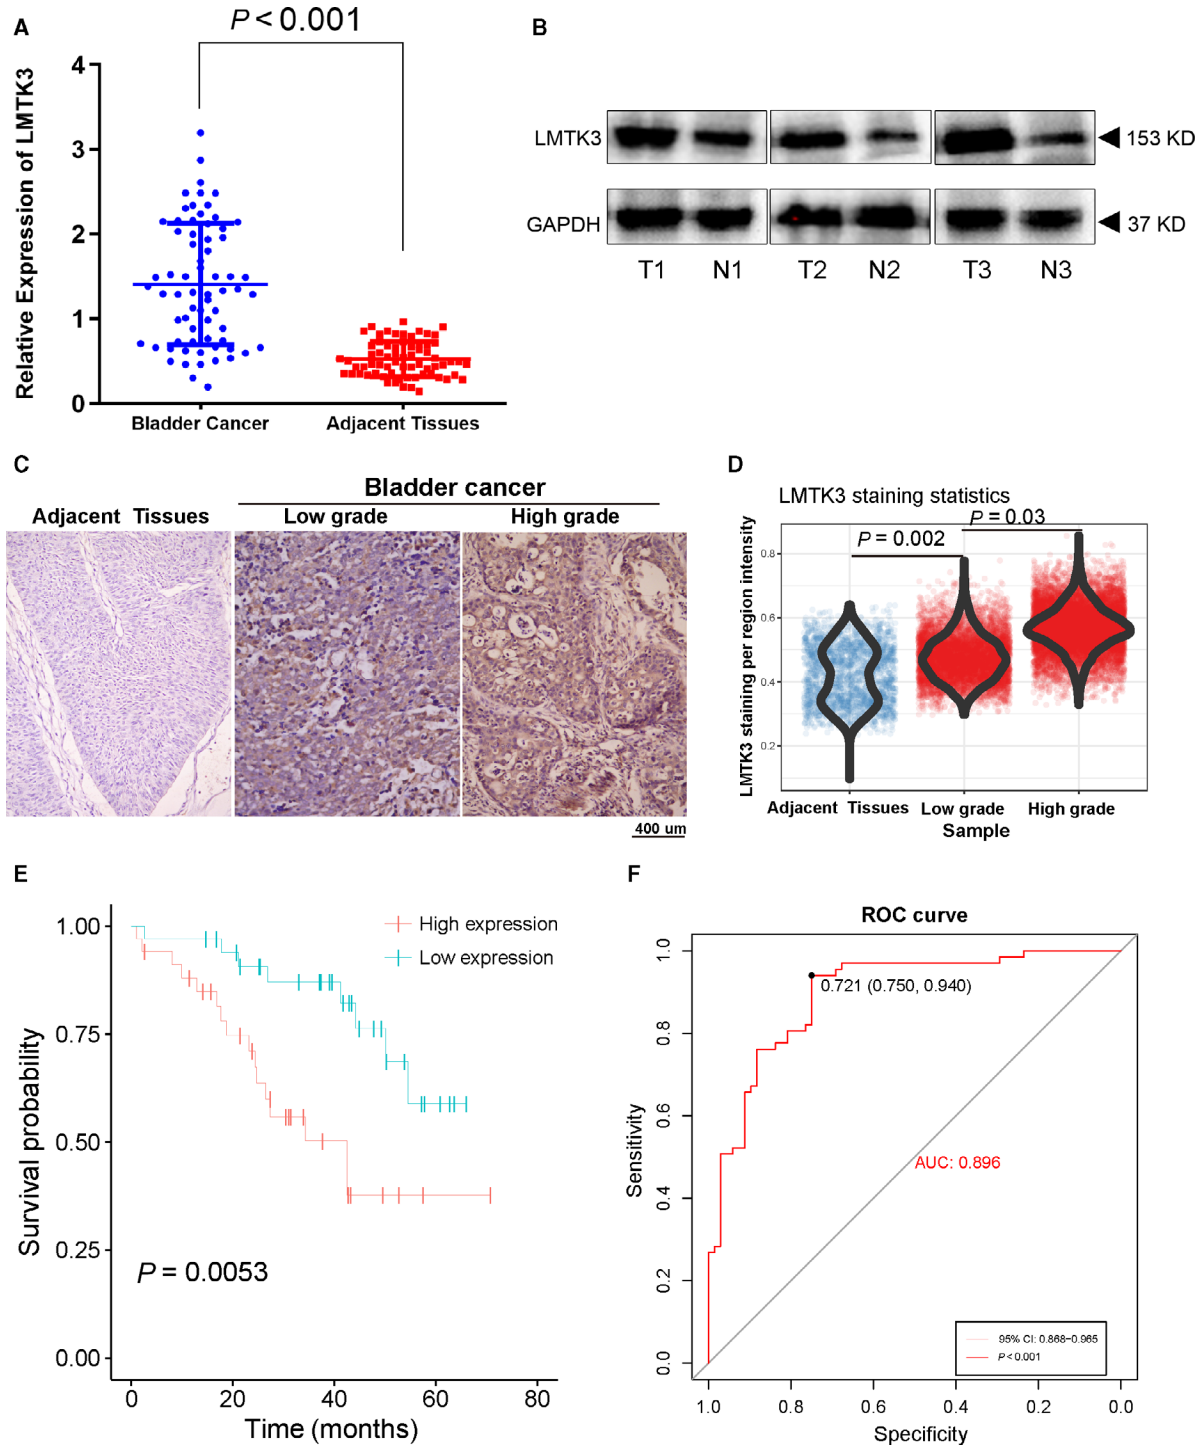 A
P < 0.001
Relative Expression of LMTK3
4
3
2
1
0
Bladder Cancer
Adjacent Tissues
B
LMTK3
153 KD
GAPDH
37 KD
T1 N1 T2 N2 T3 N3
C
Bladder cancer
Adjacent Tissues
Low grade
High grade
400 um
D
LMTK3 staining statistics
P = 0.03
P = 0.002
LMTK3 staining per region intensity
0.8
0.6
0.4
0.2
Adjacent Tissues Low grade High grade
Sample
E
High expression
Low expression
Survival probability
1.00
0.75
0.50
0.25
0.00
P = 0.0053
0 20 40 60 80
Time (months)
F
ROC curve
Sensitivity
1.0
0.8
0.6
0.4
0.2
0.0
0.721 (0.750, 0.940)
AUC: 0.896
95% CI: 0.868–0.965
P < 0.001
1.0 0.8 0.6 0.4 0.2 0.0
Specificity